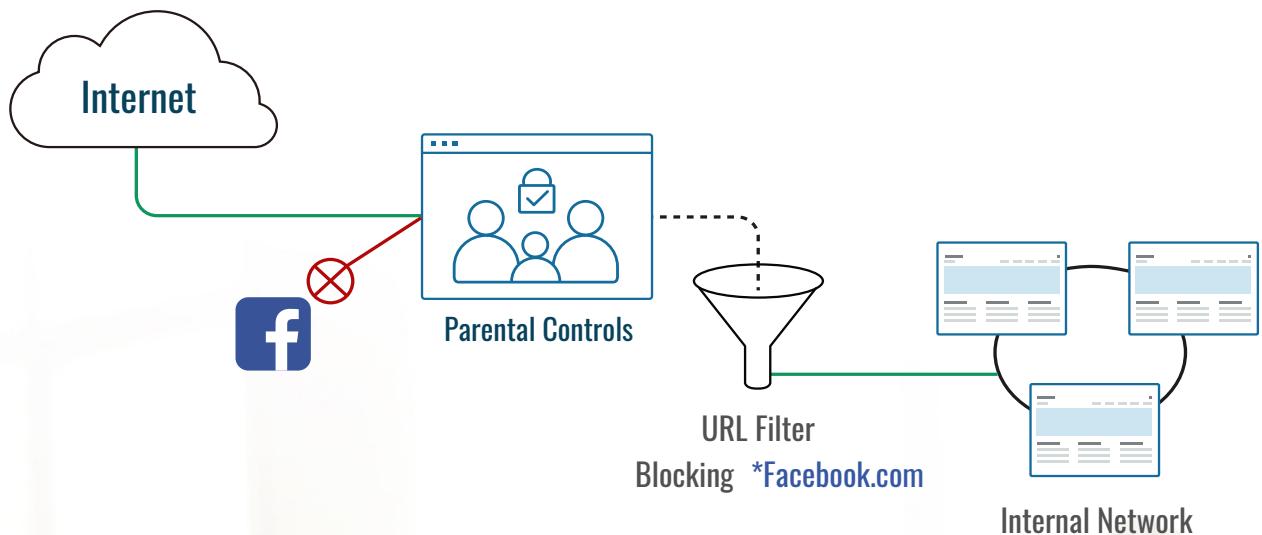 Internet
Parental Controls
URL Filter
Blocking *Facebook.com
Internal Network